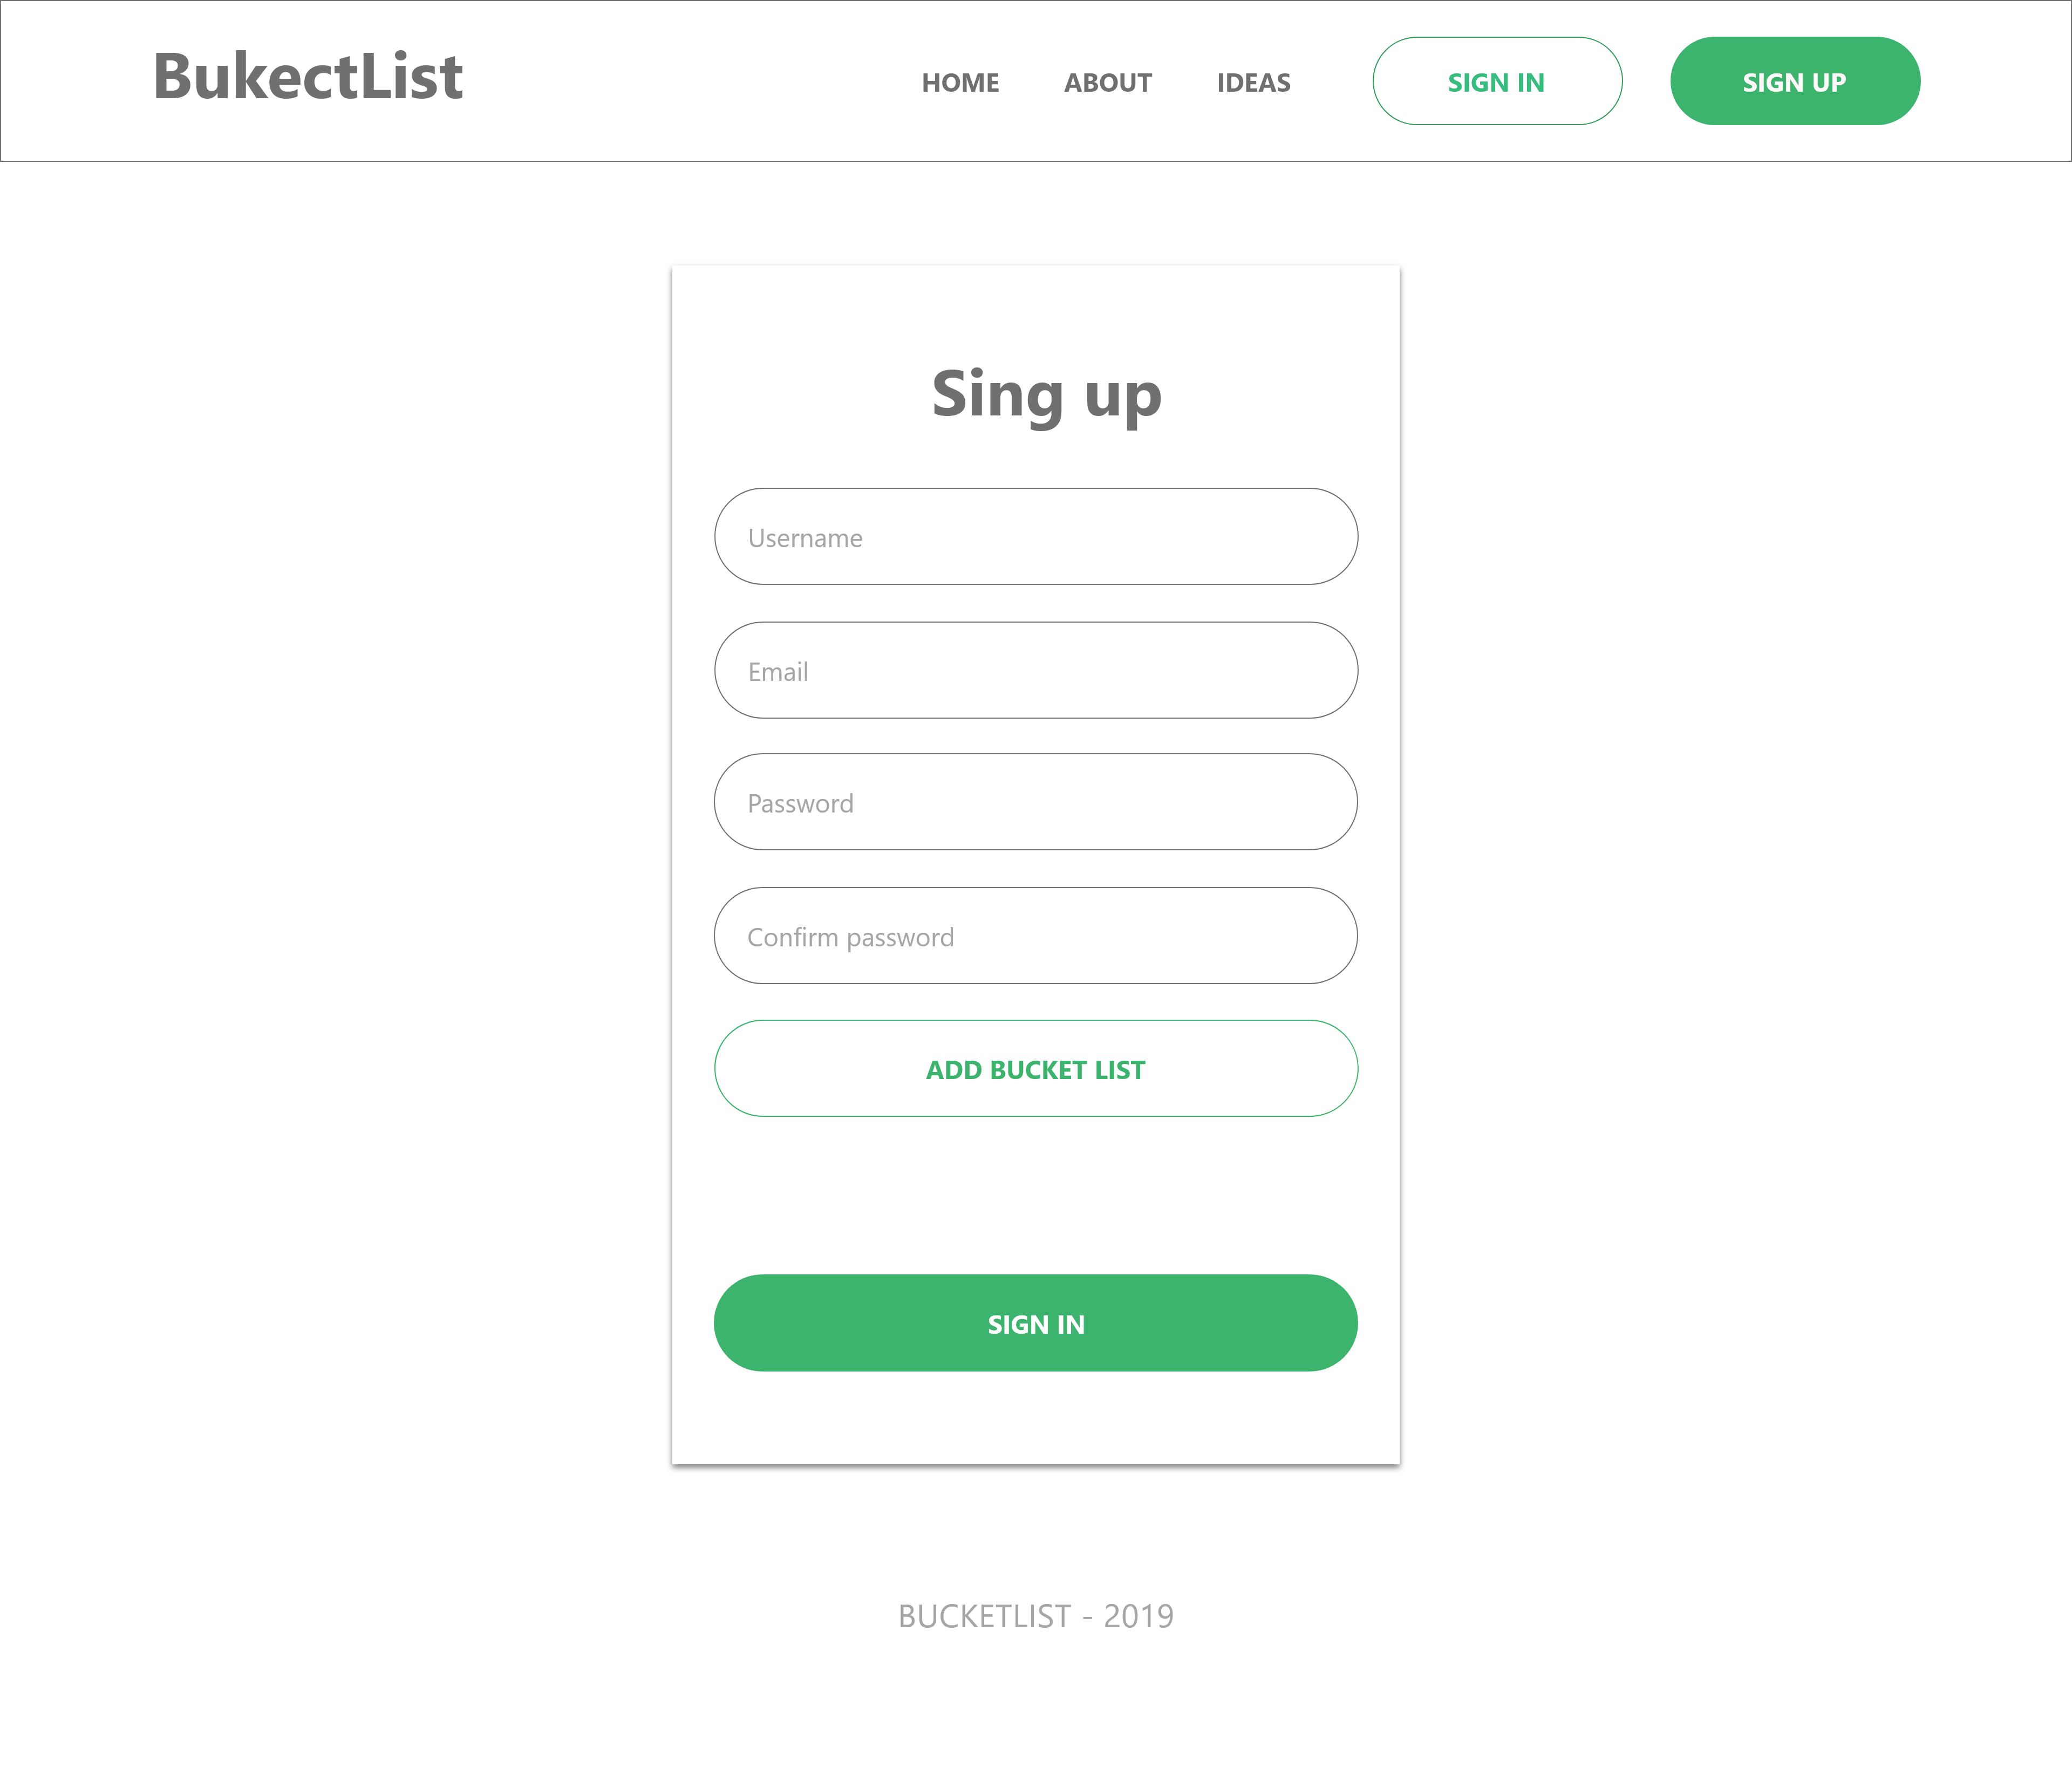 BukectList
HOME ABOUT IDEAS SIGN IN SIGN UP
Sing up
Username
Email
Password
Confirm password
ADD BUCKET LIST
SIGN IN
BUCKETLIST - 2019